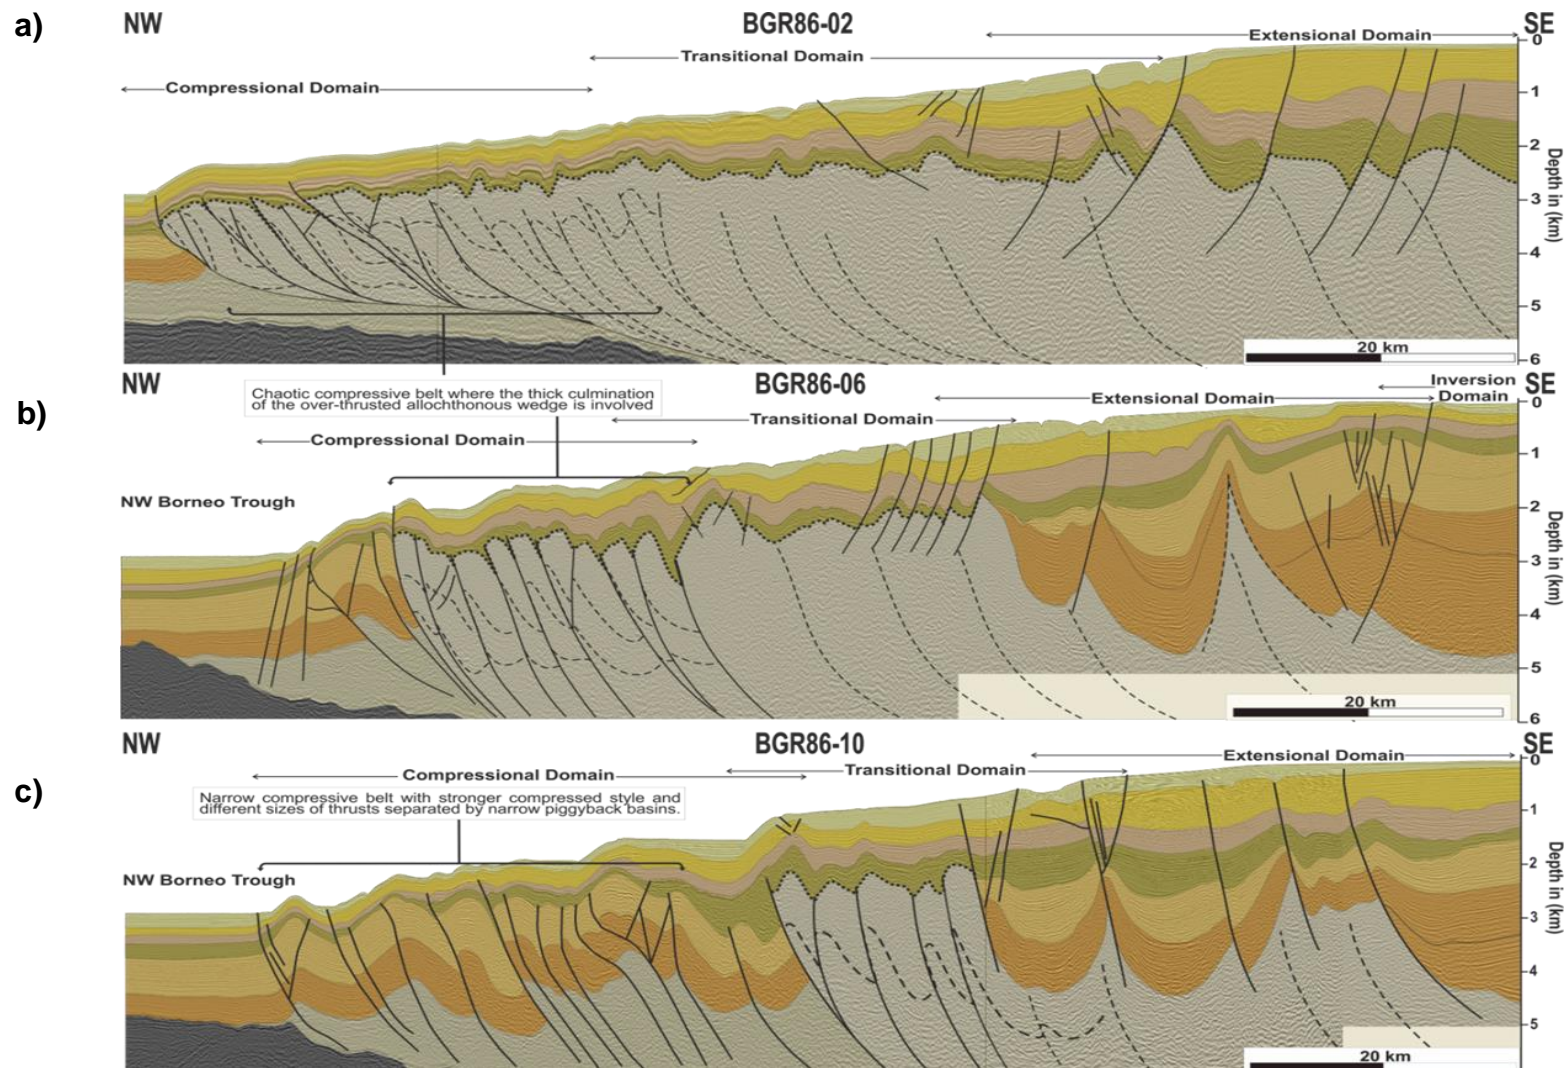 a)
NW
BGR86-02
SE
Extensional Domain
Transitional Domain
Compressional Domain
0
1
2
3
4
5
6
Depth in (km)
20 km
Chaotic compressive belt where the thick culmination
of the over-thrusted allochthonous wedge is involved
b)
NW
BGR86-06
SE
Inversion
Domain
Extensional Domain
Transitional Domain
Compressional Domain
NW Borneo Trough
0
1
2
3
4
5
6
Depth in (km)
20 km
c)
NW
BGR86-10
SE
Extensional Domain
Transitional Domain
Compressional Domain
Narrow compressive belt with stronger compressed style and
different sizes of thrusts separated by narrow piggyback basins.
NW Borneo Trough
0
1
2
3
4
5
Depth in (km)
20 km